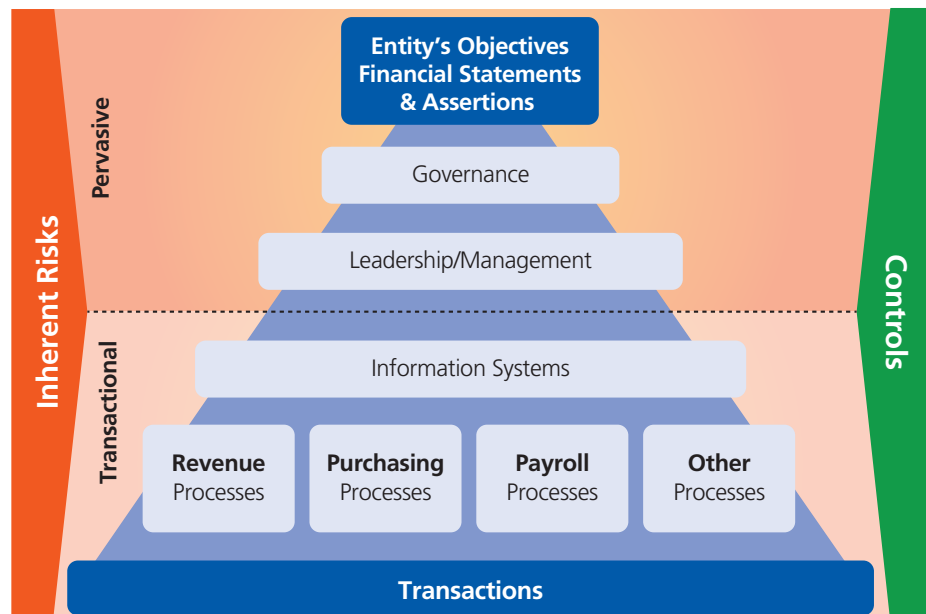 Entity's Objectives
Financial Statements
& Assertions
Pervasive
Governance
Leadership/Management
Inherent Risks
Controls
Transactional
Information Systems
Revenue
Processes
Purchasing
Processes
Payroll
Processes
Other
Processes
Transactions